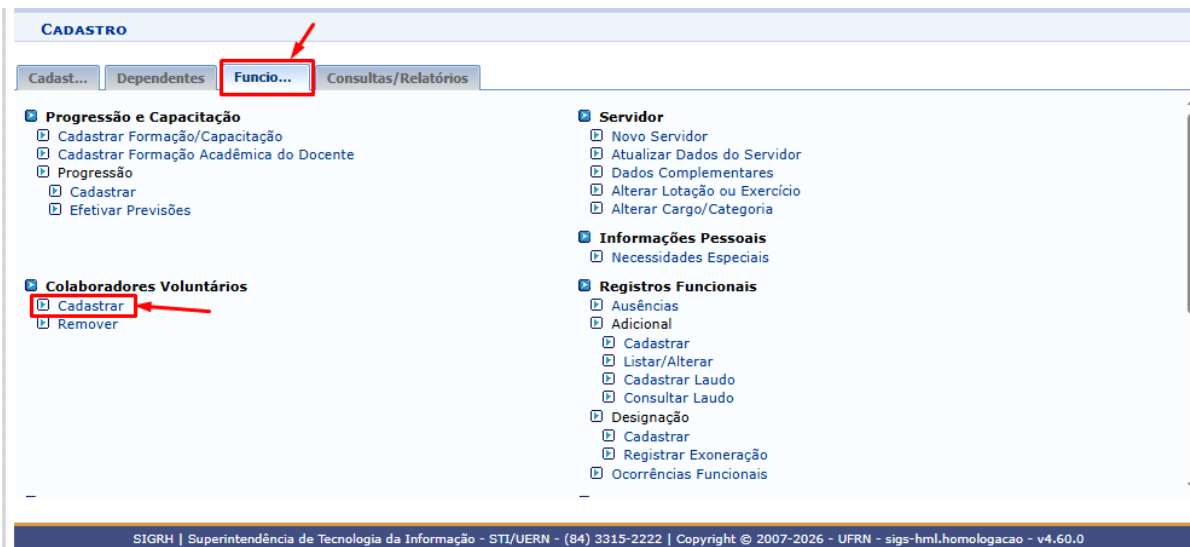 CADASTRO
Cadast...
Dependentes
Funcio...
Consultas/Relatórios
Progressão e Capacitação
Cadastrar Formação/Capacitação
Cadastrar Formação Acadêmica do Docente
Progressão
Cadastrar
Efetivar Previsões
Colaboradores Voluntários
Cadastrar
Remover
Servidor
Novo Servidor
Atualizar Dados do Servidor
Dados Complementares
Alterar Lotação ou Exercício
Alterar Cargo/Categoria
Informações Pessoais
Necessidades Especiais
Registros Funcionais
Ausências
Adicional
Cadastrar
Listar/Alterar
Cadastrar Laudo
Consultar Laudo
Designação
Cadastrar
Registrar Exoneração
Ocorrências Funcionais
SIGRH | Superintendência de Tecnologia da Informação - STI/UERN - (84) 3315-2222 | Copyright © 2007-2026 - UFRN - sigs-hml.homologacao - v4.60.0